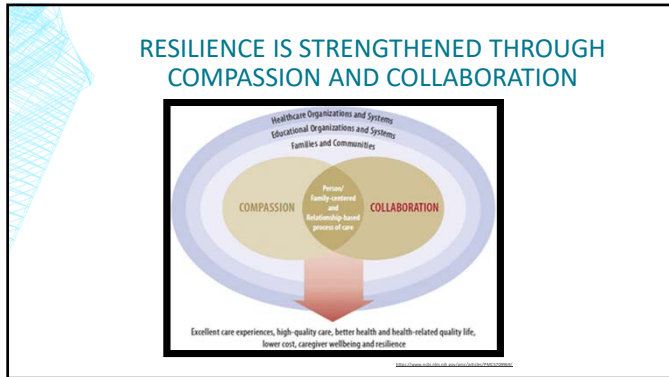 RESILIENCE IS STRENGTHENED THROUGH
COMPASSION AND COLLABORATION
Healthcare Organizations and Systems
Educational Organizations and Systems
Families and Communities
COMPASSION
Person/
Family-centered
and
Relationship-based
process of care
COLLABORATION
Excellent care experiences, high-quality care, better health and health-related quality life,
lower cost, caregiver wellbeing and resilience